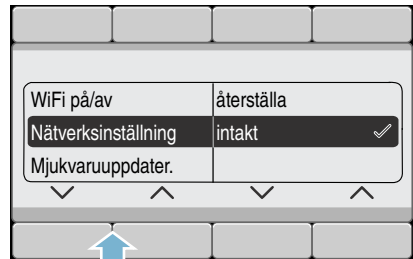 WiFi på/av återställa
Nätverksinställning intakt
Mjukvaruuppdater.